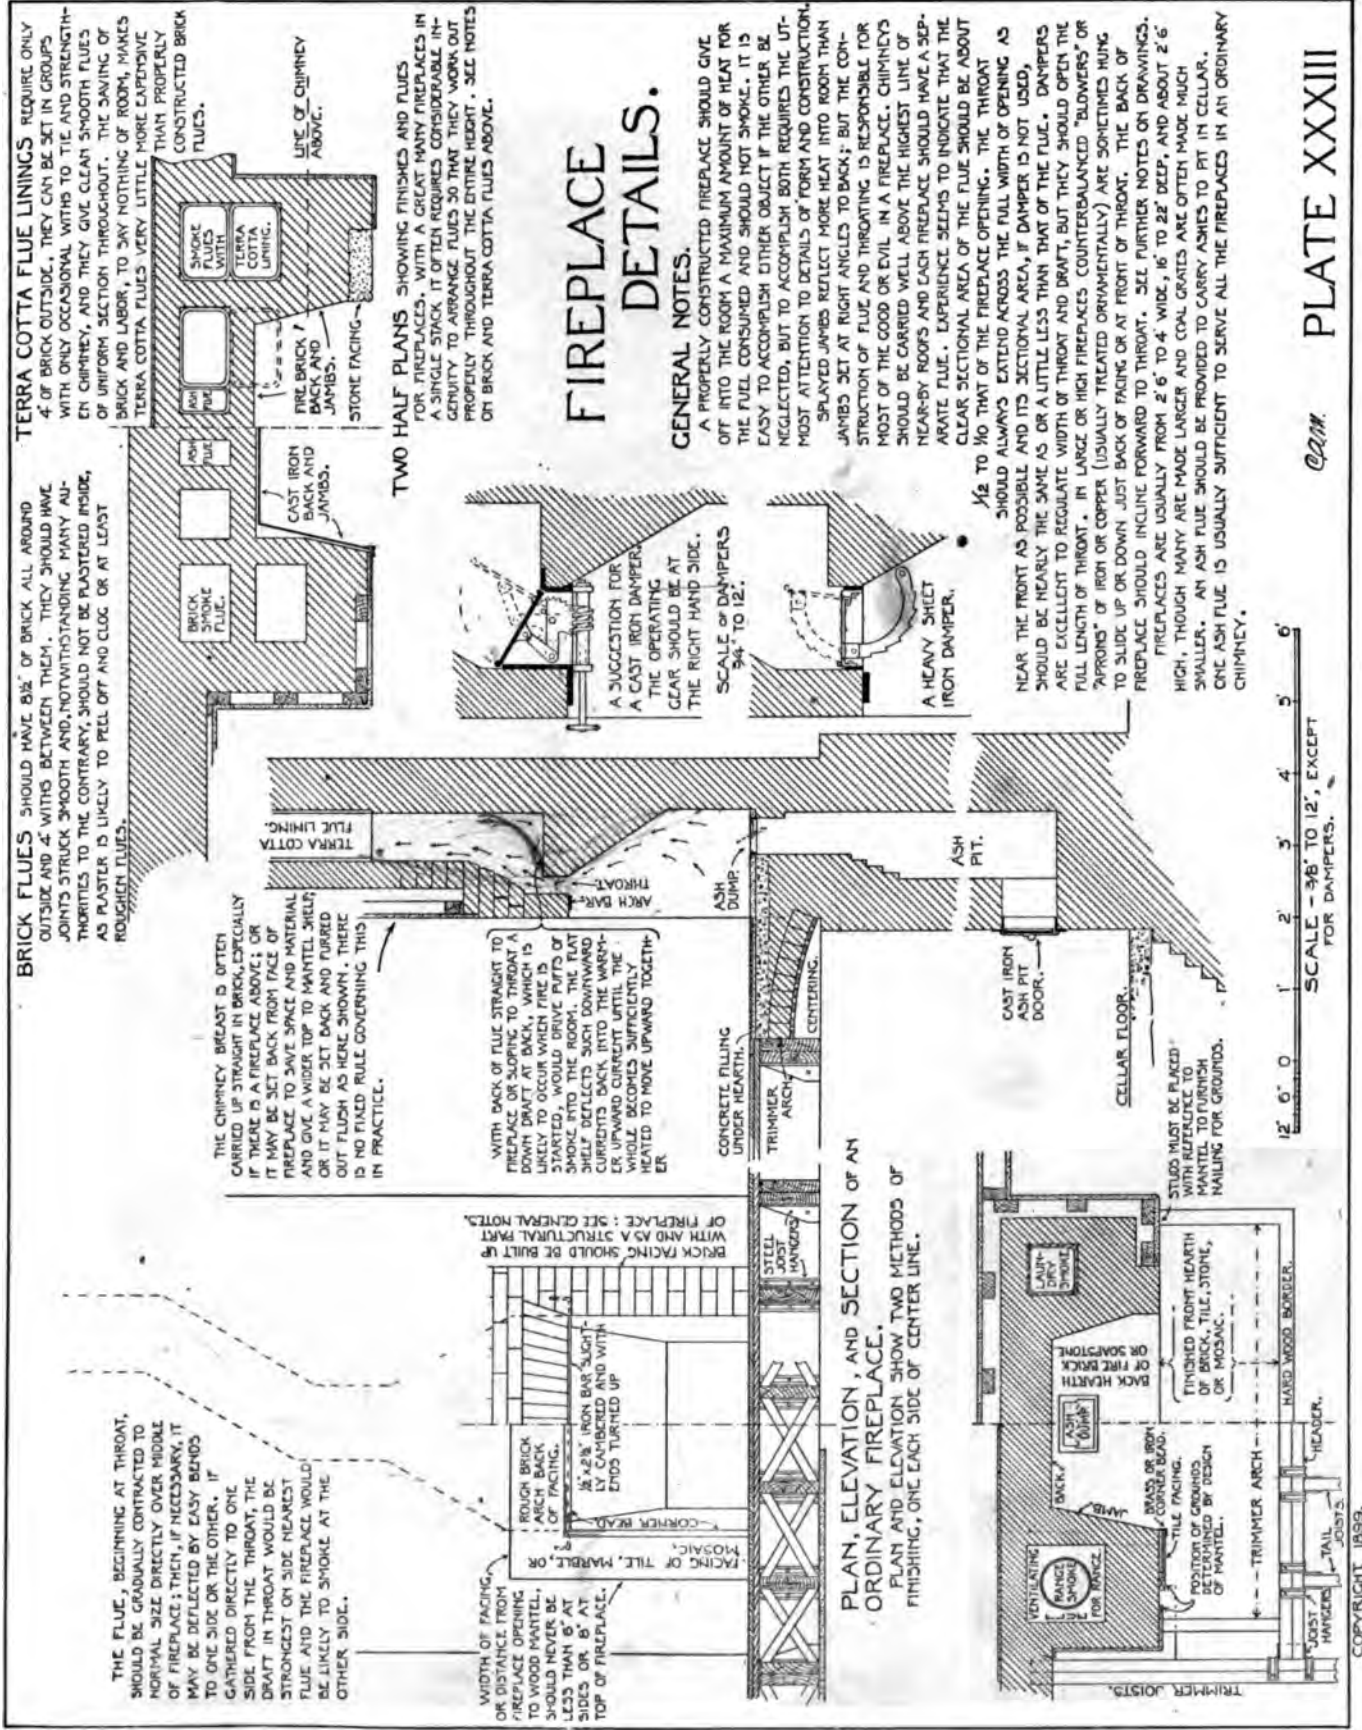 BRICK FLUES SHOULD HAVE 8½" OF BRICK ALL AROUND
OUTSIDE AND 4" WITHS BETWEEN THEM. THEY SHOULD HAVE
JOINTS STRUCK SMOOTH AND, NOTWITHSTANDING MANY AU-
THORITIES TO THE CONTRARY, SHOULD NOT BE PLASTERED INSIDE,
AS PLASTER IS LIKELY TO PEEL OFF AND CLOG OR AT LEAST
ROUGHEN FLUES.
TERRA COTTA FLUE LININGS REQUIRE ONLY
4" OF BRICK OUTSIDE, THEY CAN BE SET IN GROUPS
WITH ONLY OCCASIONAL WITHS TO TIE AND STRENGTH-
EN CHIMNEY, AND THEY GIVE CLEAN SMOOTH FLUES
OF UNIFORM SECTION THROUGHOUT. THE SAVING OF
BRICK AND LABOR, TO SAY NOTHING OF ROOM, MAKES
TERRA COTTA FLUES VERY LITTLE MORE EXPENSIVE
THAN PROPERLY
CONSTRUCTED BRICK
FLUES.
BRICK
SMOKE
FLUE.
ASH
FLUE
ASH
FLUE
SMOKE
FLUES
WITH
TERRA
COTTA
LINING.
CAST IRON
BACK AND
JAMBS.
FIRE BRICK
BACK AND
JAMBS.
STONE FACING
LINE OF CHIMNEY
ABOVE.
TWO HALF PLANS SHOWING FINISHES AND FLUES
FOR FIREPLACES. WITH A GREAT MANY FIREPLACES IN
A SINGLE STACK IT OFTEN REQUIRES CONSIDERABLE IN-
GENUITY TO ARRANGE FLUES SO THAT THEY WORK OUT
PROPERLY THROUGHOUT THE ENTIRE HEIGHT. SEE NOTES
ON BRICK AND TERRA COTTA FLUES ABOVE.
THE CHIMNEY BREAST IS OFTEN
CARRIED UP STRAIGHT IN BRICK, ESPECIALLY
IF THERE IS A FIREPLACE ABOVE; OR
IT MAY BE SET BACK FROM FACE OF
FIREPLACE TO SAVE SPACE AND MATERIAL
AND GIVE A WIDER TOP TO MANTEL SHELF;
OR IT MAY BE SET BACK AND FURRED
OUT FLUSH AS HERE SHOWN. THERE
IS NO FIXED RULE GOVERNING THIS
IN PRACTICE.
THE FLUE, BEGINNING AT THROAT,
SHOULD BE GRADUALLY CONTRACTED TO
NORMAL SIZE DIRECTLY OVER MIDDLE
OF FIREPLACE; THEN, IF NECESSARY, IT
MAY BE DEFLECTED BY EASY BENDS
TO ONE SIDE OR THE OTHER. IF
GATHERED DIRECTLY TO ONE
SIDE FROM THE THROAT, THE
DRAFT IN THROAT WOULD BE
STRONGEST ON SIDE NEAREST
FLUE AND THE FIREPLACE WOULD
BE LIKELY TO SMOKE AT THE
OTHER SIDE.
TERRA COTTA
FLUE LINING.
WITH BACK OF FLUE STRAIGHT TO
FIREPLACE OR SLOPING TO THROAT A
DOWN DRAFT AT BACK, WHICH IS
LIKELY TO OCCUR WHEN FIRE IS
STARTED, WOULD DRIVE PUFFS OF
SMOKE INTO THE ROOM. THE FLAT
SHELF DEFLECTS SUCH DOWNWARD
CURRENTS BACK INTO THE WARM-
ER UPWARD CURRENT UNTIL THE
WHOLE BECOMES SUFFICIENTLY
HEATED TO MOVE UPWARD TOGETH-
ER
THROAT.
ARCH BAR.
ASH
DUMP.
ASH
PIT.
CONCRETE FILLING
UNDER HEARTH.
TRIMMER
ARCH.
CENTERING.
CAST IRON
ASH PIT
DOOR.
CELLAR FLOOR.
WIDTH OF FACING,
OR DISTANCE FROM
FIREPLACE OPENING
TO WOOD MANTEL,
SHOULD NEVER BE
LESS THAN 8" AT
SIDES OR 8" AT
TOP OF FIREPLACE.
ROUGH BRICK
ARCH BACK
OF FACING.
½"x2½" IRON BAR SLIGHT-
LY CAMBERED AND WITH
ENDS TURNED UP
CORNER BEAD.
FACING OF TILE, MARBLE, OR
MOSAIC.
BRICK FACING SHOULD BE BUILT UP
WITH AND AS A STRUCTURAL PART
OF FIREPLACE: SEE GENERAL NOTES.
STEEL
JOIST
HANGERS
PLAN, ELEVATION, AND SECTION OF AN
ORDINARY FIREPLACE.
PLAN AND ELEVATION SHOW TWO METHODS OF
FINISHING, ONE EACH SIDE OF CENTER LINE.
VENTILATING
RANGE
SMOKE
FOR RANGE
LAUN-
DRY
SMOKE
ASH
DUMP
BACK.
JAMB.
BACK HEARTH
OF FIRE BRICK
OR SOAPSTONE
BRASS OR IRON
CORNER BEAD.
TILE FACING.
POSITION OF GROUNDS
DETERMINED BY DESIGN
OF MANTEL.
FINISHED FRONT HEARTH
OF BRICK, TILE, STONE,
OR MOSAIC.
STUDS MUST BE PLACED
WITH REFERENCE TO
MANTEL TO FURNISH
NAILING FOR GROUNDS.
TRIMMER ARCH
HARD WOOD BORDER.
TRIMMER JOISTS.
JOIST
HANGERS
TAIL
JOISTS.
HEADER.
A SUGGESTION FOR
A CAST IRON DAMPER;
THE OPERATING
GEAR SHOULD BE AT
THE RIGHT HAND SIDE.
SCALE OF DAMPERS
¾" TO 12".
A HEAVY SHEET
IRON DAMPER.
FIREPLACE
DETAILS.
GENERAL NOTES.
A PROPERLY CONSTRUCTED FIREPLACE SHOULD GIVE
OFF INTO THE ROOM A MAXIMUM AMOUNT OF HEAT FOR
THE FUEL CONSUMED AND SHOULD NOT SMOKE. IT IS
EASY TO ACCOMPLISH EITHER OBJECT IF THE OTHER BE
NEGLECTED, BUT TO ACCOMPLISH BOTH REQUIRES THE UT-
MOST ATTENTION TO DETAILS OF FORM AND CONSTRUCTION.
SPLAYED JAMBS REFLECT MORE HEAT INTO ROOM THAN
JAMBS SET AT RIGHT ANGLES TO BACK; BUT THE CON-
STRUCTION OF FLUE AND THROATING IS RESPONSIBLE FOR
MOST OF THE GOOD OR EVIL IN A FIREPLACE. CHIMNEYS
SHOULD BE CARRIED WELL ABOVE THE HIGHEST LINE OF
NEAR-BY ROOFS AND EACH FIREPLACE SHOULD HAVE A SEP-
ARATE FLUE. EXPERIENCE SEEMS TO INDICATE THAT THE
CLEAR SECTIONAL AREA OF THE FLUE SHOULD BE ABOUT
1/12 TO 1/10 THAT OF THE FIREPLACE OPENING. THE THROAT
SHOULD ALWAYS EXTEND ACROSS THE FULL WIDTH OF OPENING AS
NEAR THE FRONT AS POSSIBLE AND ITS SECTIONAL AREA, IF DAMPER IS NOT USED,
SHOULD BE NEARLY THE SAME AS OR A LITTLE LESS THAN THAT OF THE FLUE. DAMPERS
ARE EXCELLENT TO REGULATE WIDTH OF THROAT AND DRAFT, BUT THEY SHOULD OPEN THE
FULL LENGTH OF THROAT. IN LARGE OR HIGH FIREPLACES COUNTERBALANCED "BLOWERS" OR
"APRONS" OF IRON OR COPPER (USUALLY TREATED ORNAMENTALLY) ARE SOMETIMES HUNG
TO SLIDE UP OR DOWN JUST BACK OF FACING OR AT FRONT OF THROAT. THE BACK OF
FIREPLACE SHOULD INCLINE FORWARD TO THROAT. SEE FURTHER NOTES ON DRAWINGS.
FIREPLACES ARE USUALLY FROM 2'6" TO 4' WIDE, 16" TO 22" DEEP, AND ABOUT 2'6"
HIGH, THOUGH MANY ARE MADE LARGER AND COAL GRATES ARE OFTEN MADE MUCH
SMALLER. AN ASH FLUE SHOULD BE PROVIDED TO CARRY ASHES TO PIT IN CELLAR.
ONE ASH FLUE IS USUALLY SUFFICIENT TO SERVE ALL THE FIREPLACES IN AN ORDINARY
CHIMNEY.
12" 6" 0 1' 2' 3' 4' 5' 6'
SCALE - 3/8" TO 12", EXCEPT
FOR DAMPERS.
PLATE XXXIII
COPYRIGHT 1899.